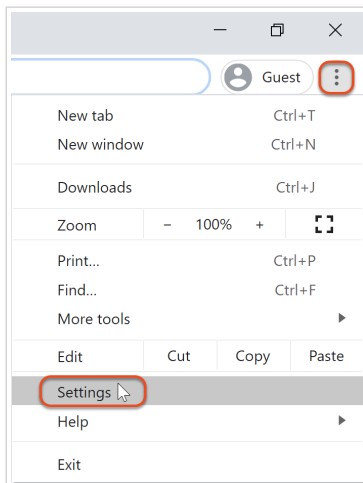 Guest
New tab Ctrl+T
New window Ctrl+N
Downloads Ctrl+J
Zoom - 100% +
Print... Ctrl+P
Find... Ctrl+F
More tools
Edit Cut Copy Paste
Settings
Help
Exit